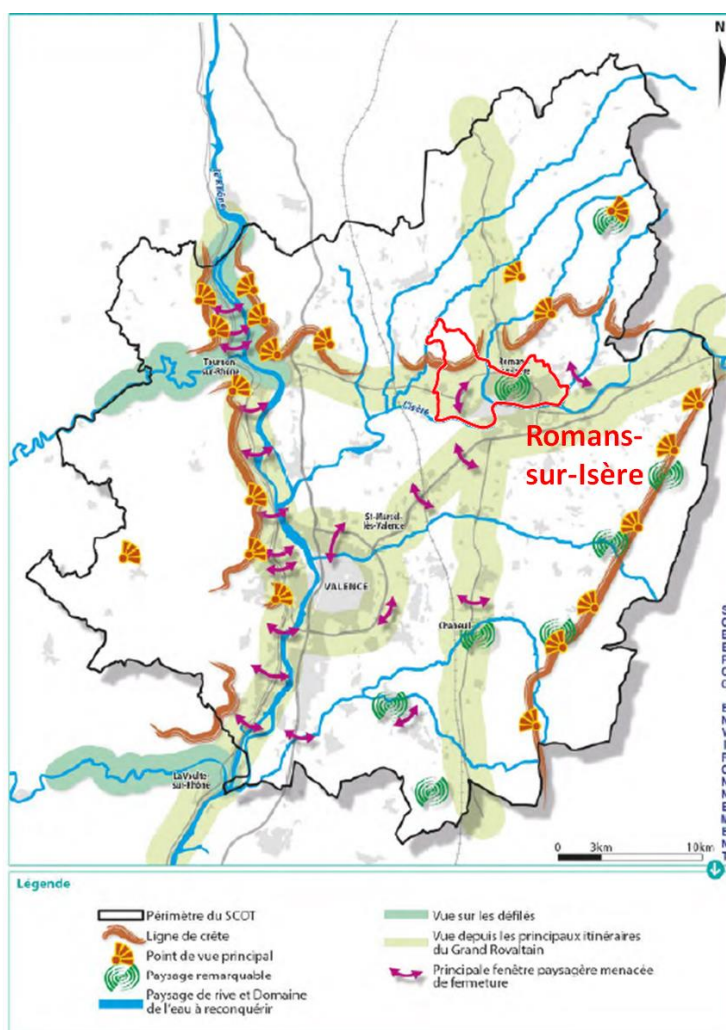 N
le Rhône
Tournon
sur-Rhône
L'Isère
Romans-
sur-Isère
St-Marcel
lès-Valence
VALENCE
Chabeuil
La Voulte
sur-Rhône
0 3km 10km
Légende
Périmètre du SCOT
Ligne de crête
Point de vue principal
Paysage remarquable
Paysage de rive et Domaine
de l'eau à reconquérir
Vue sur les défilés
Vue depuis les principaux itinéraires
du Grand Rovaltain
Principale fenêtre paysagère menacée
de fermeture